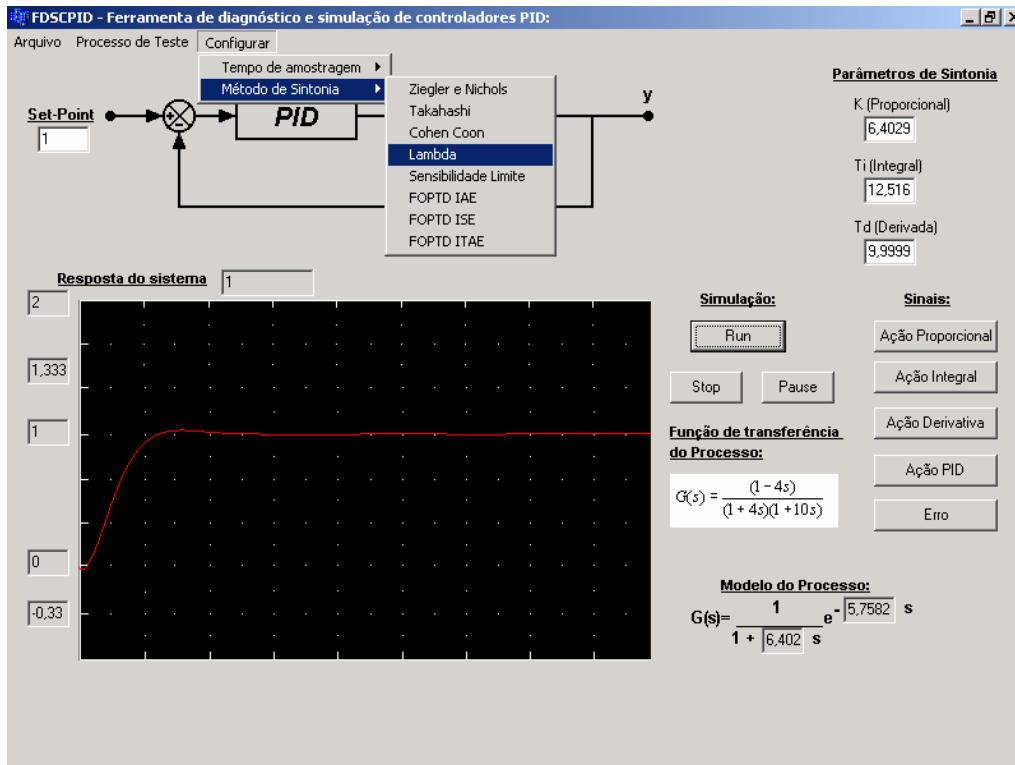 FDSCPID - Ferramenta de diagnóstico e simulação de controladores PID:
Arquivo Processo de Teste Configurar
Tempo de amostragem
Método de Sintonia
Ziegler e Nichols
Takahashi
Cohen Coon
Lambda
Sensibilidade Limite
FOPTD IAE
FOPTD ISE
FOPTD ITAE
Set-Point
1
PID
y
Parâmetros de Sintonia
K (Proporcional)
6,4029
Ti (Integral)
12,516
Td (Derivada)
9,9999
Resposta do sistema 1
2
1,333
1
0
-0,33
Simulação:
Run
Stop Pause
Sinais:
Ação Proporcional
Ação Integral
Ação Derivativa
Ação PID
Erro
Função de transferência
do Processo:
G(s) = (1-4s) / (1+4s)(1+10s)
Modelo do Processo:
G(s)= 1 / 1 + 6,402 s e - 5,7582 s